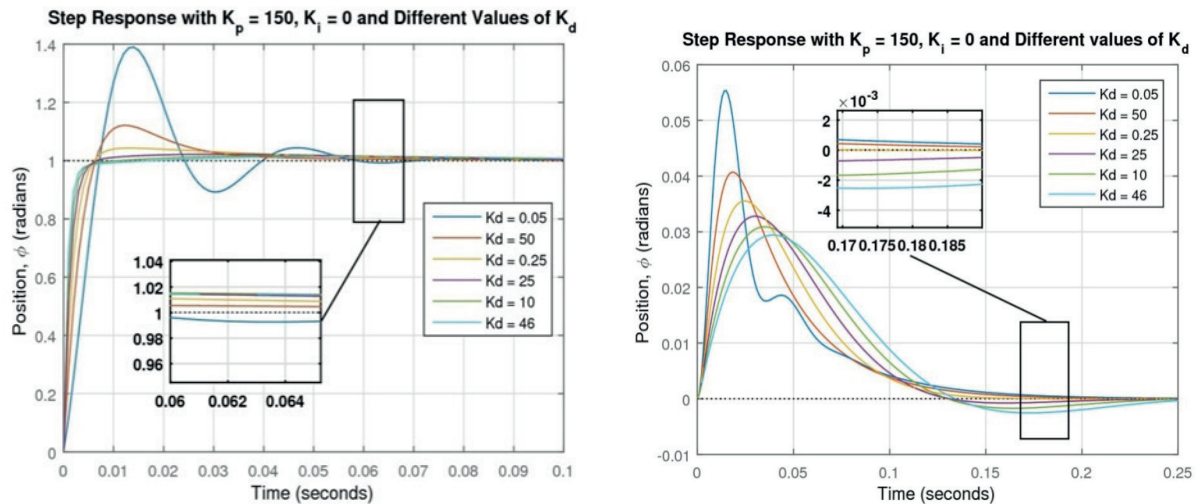 Step Response with K_p = 150, K_i = 0 and Different Values of K_d
1.4
1.2
1
0.8
0.6
0.4
0.2
0
Position, ϕ (radians)
1.04
1.02
1
0.98
0.96
0.06
0.062
0.064
Kd = 0.05
Kd = 50
Kd = 0.25
Kd = 25
Kd = 10
Kd = 46
0 0.01 0.02 0.03 0.04 0.05 0.06 0.07 0.08 0.09 0.1
Time (seconds)
Step Response with K_p = 150, K_i = 0 and Different values of K_d
0.06
0.05
0.04
0.03
0.02
0.01
0
-0.01
Position, ϕ (radians)
× 10⁻³
2
0
-2
-4
0.17 0.175 0.18 0.185
Kd = 0.05
Kd = 50
Kd = 0.25
Kd = 25
Kd = 10
Kd = 46
0 0.05 0.1 0.15 0.2 0.25
Time (seconds)